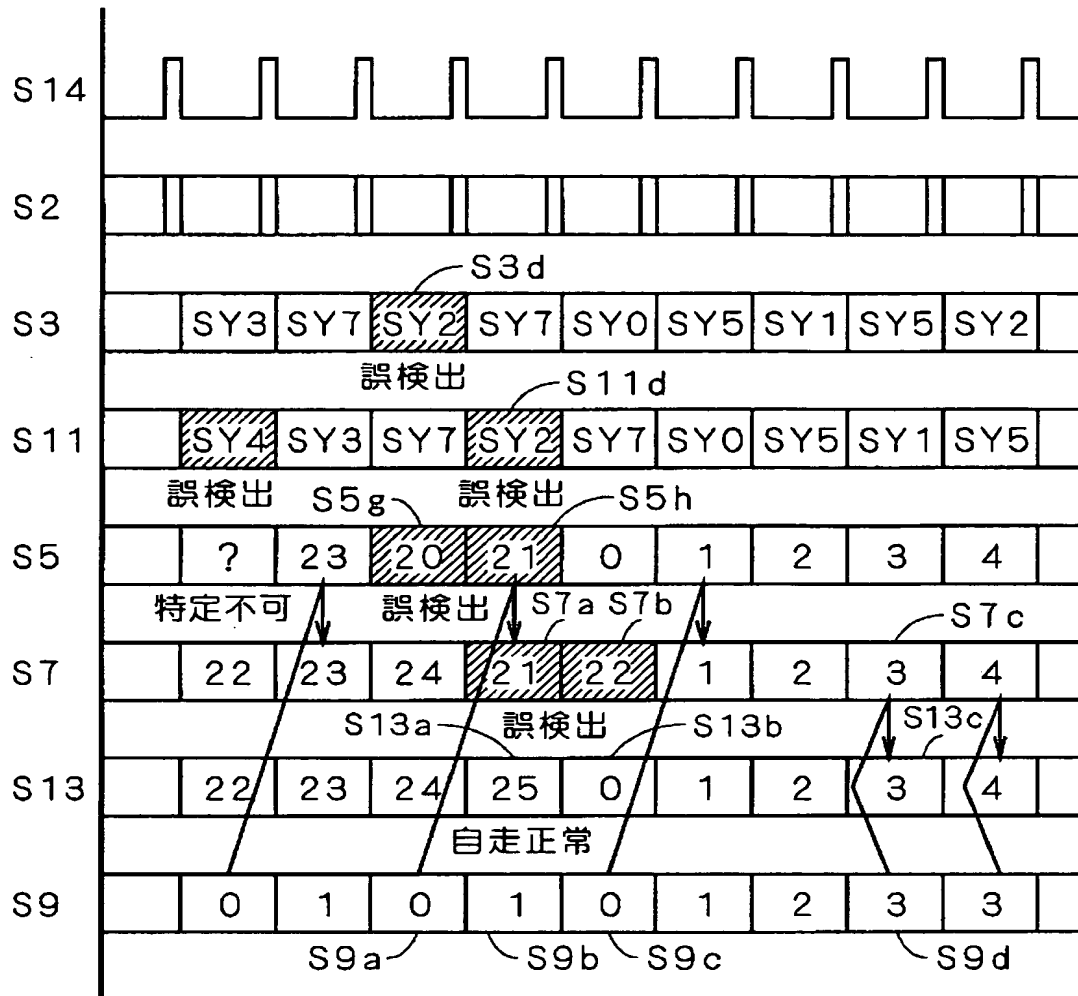 S14
S2
S3d
S3 SY3 SY7 SY2 SY7 SY0 SY5 SY1 SY5 SY2
誤検出 S11d
S11 SY4 SY3 SY7 SY2 SY7 SY0 SY5 SY1 SY5
誤検出 S5g 誤検出 S5h
S5 ? 23 20 21 0 1 2 3 4
特定不可 誤検出 S7a S7b S7c
S7 22 23 24 21 22 1 2 3 4
S13a 誤検出 S13b S13c
S13 22 23 24 25 0 1 2 3 4
自走正常
S9 0 1 0 1 0 1 2 3 3
S9a S9b S9c S9d